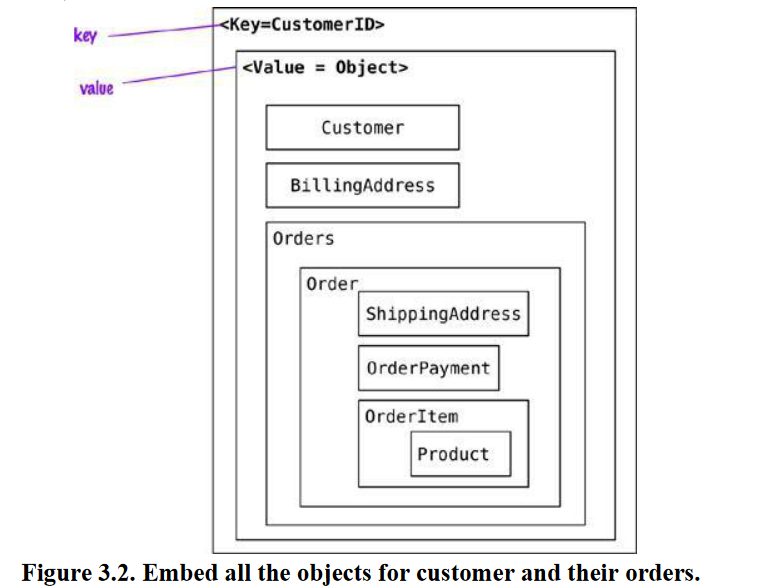 key
<Key=CustomerID>
value
<Value = Object>
Customer
BillingAddress
Orders
Order
ShippingAddress
OrderPayment
OrderItem
Product
Figure 3.2. Embed all the objects for customer and their orders.